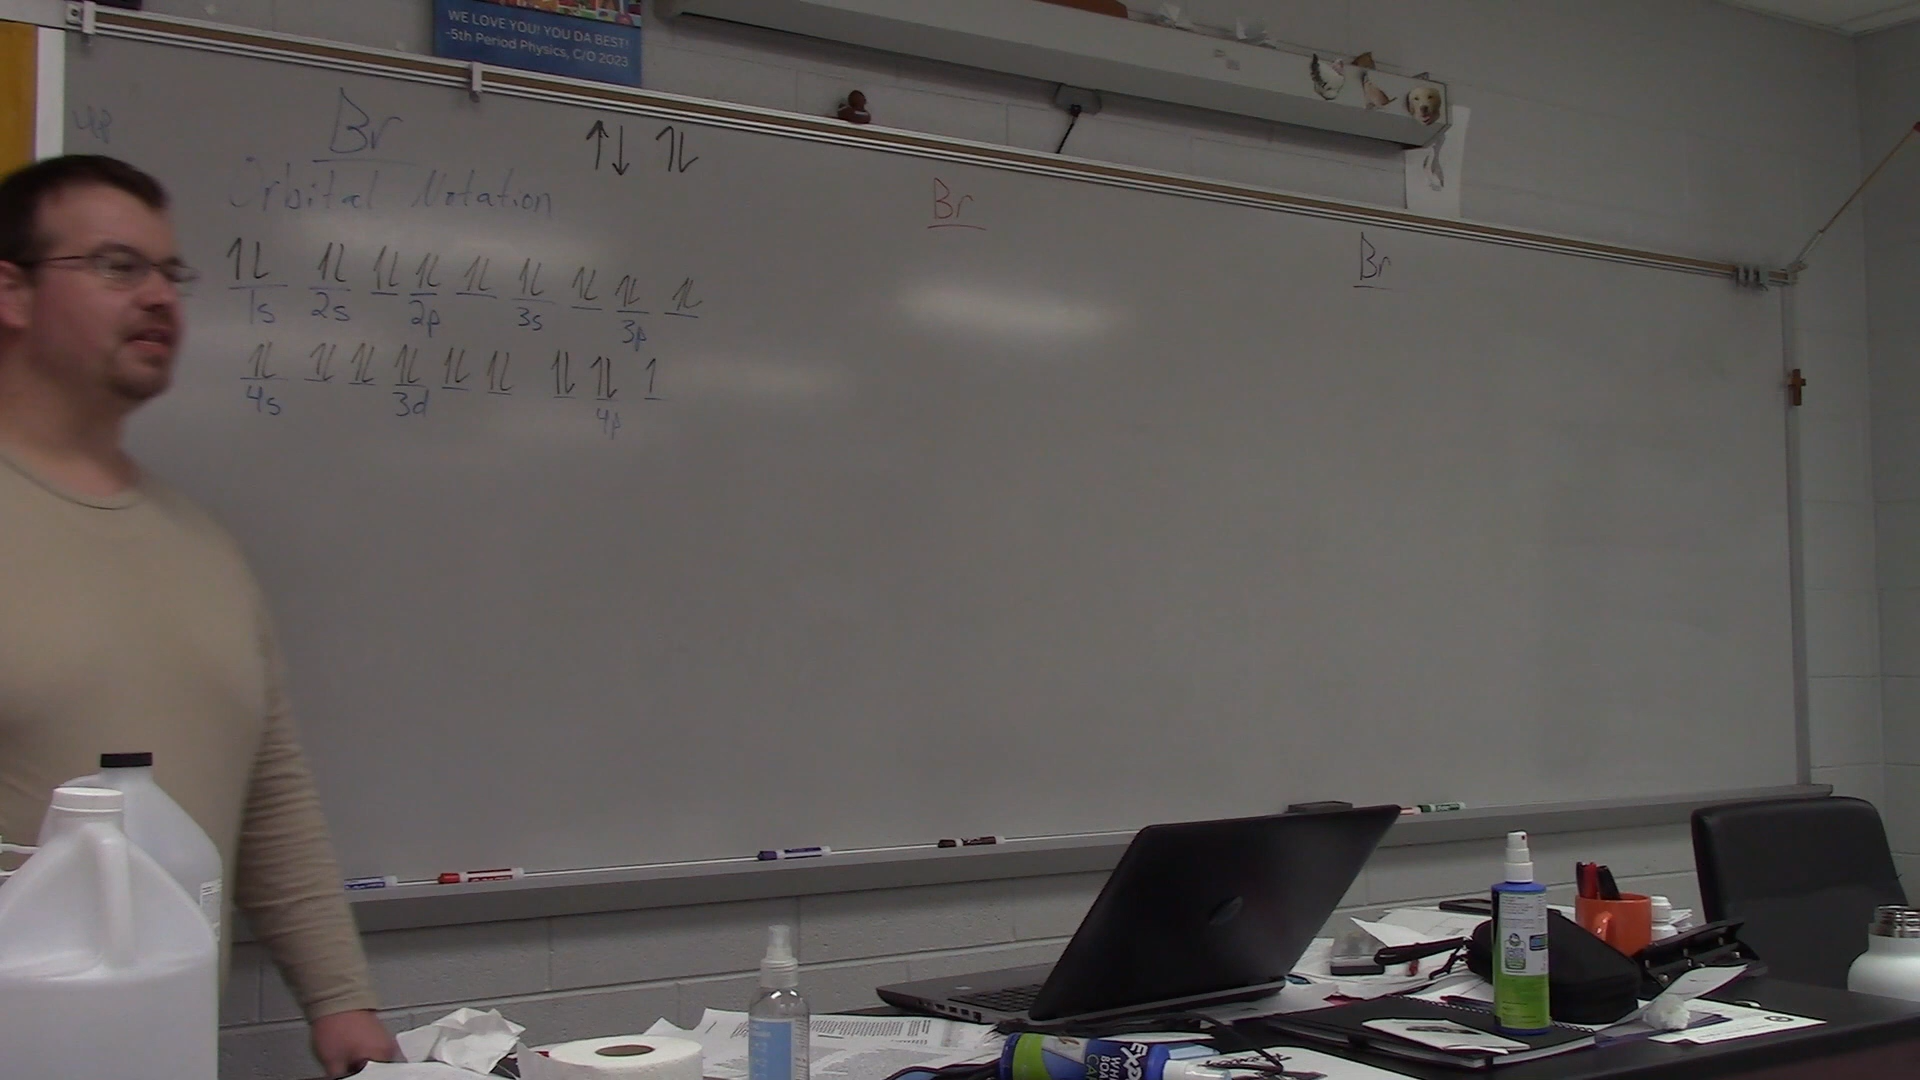 WE LOVE YOU! YOU DA BEST!
-5th Period Physics, C/O 2023
Br
↑↓ ↿⇂
Orbital Notation
↿⇂ ↿⇂ ↿⇂ ↿⇂ ↿⇂ ↿⇂ ↿⇂ ↿⇂ ↿⇂
1s 2s 2p 3s 3p
↿⇂ ↿⇂ ↿⇂ ↿⇂ ↿⇂ ↿⇂ ↿⇂ ↿⇂ ↿
4s 3d 4p
Br
Br
EXPO